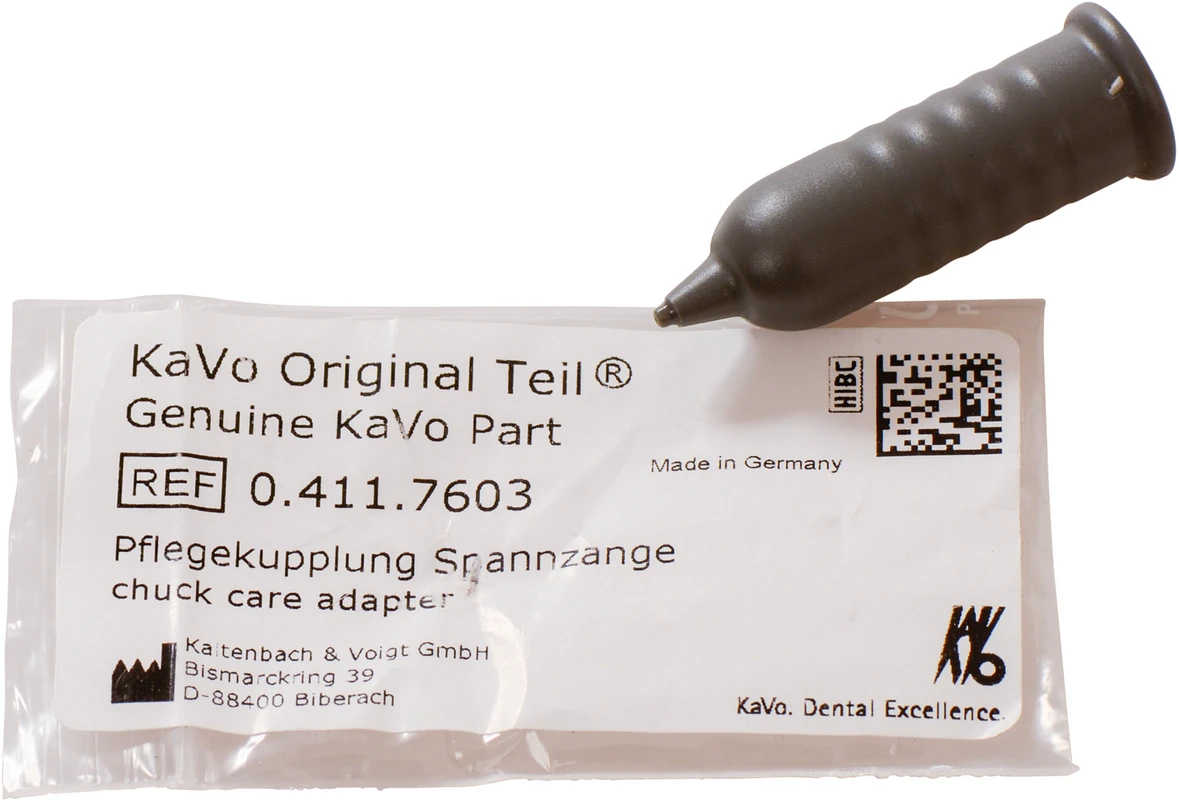 KaVo Original Teil®
Genuine KaVo Part
REF 0.411.7603
HIBC
Made in Germany
Pflegekupplung Spannzange
chuck care adapter
Kaltenbach & Voigt GmbH
Bismarckring 39
D-88400 Biberach
KaVo
KaVo. Dental Excellence.